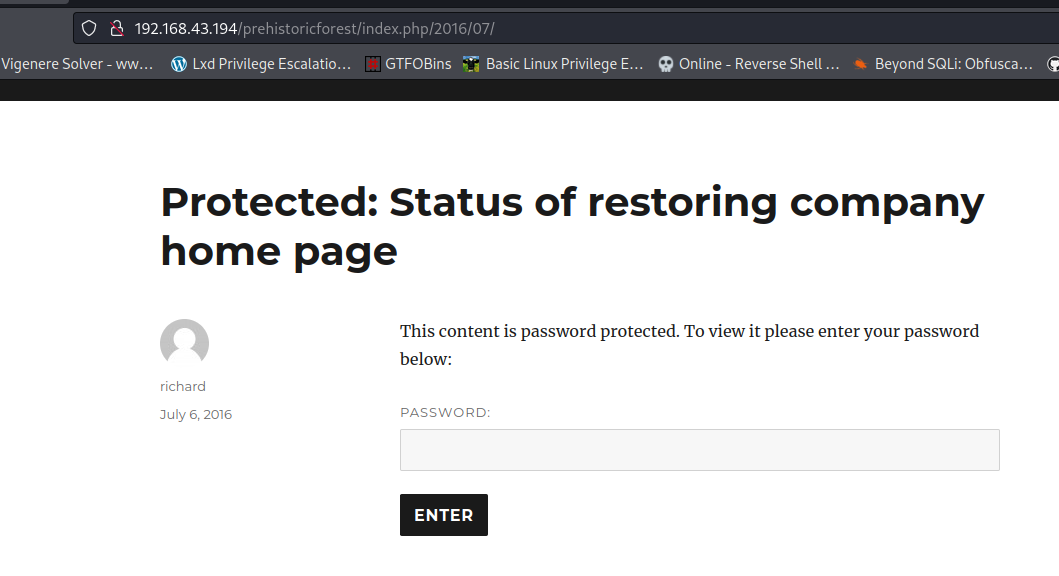 192.168.43.194/prehistoricforest/index.php/2016/07/
Vigenere Solver - ww… Lxd Privilege Escalatio… GTFOBins Basic Linux Privilege E… Online - Reverse Shell … Beyond SQLi: Obfusca…
Protected: Status of restoring company
home page
This content is password protected. To view it please enter your password
below:
richard
July 6, 2016
PASSWORD:
ENTER